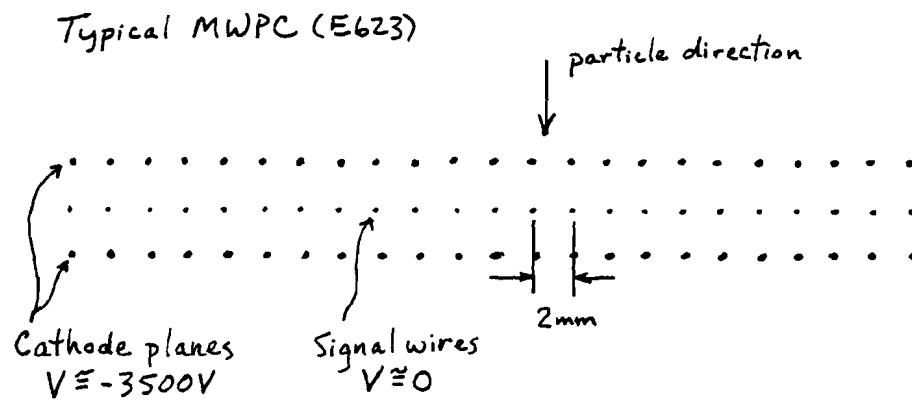 Typical MWPC (E623)
particle direction
2mm
Cathode planes
V ≅ -3500V
Signal wires
V ≅ 0